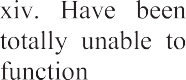 xiv. Have been
totally unable to
function